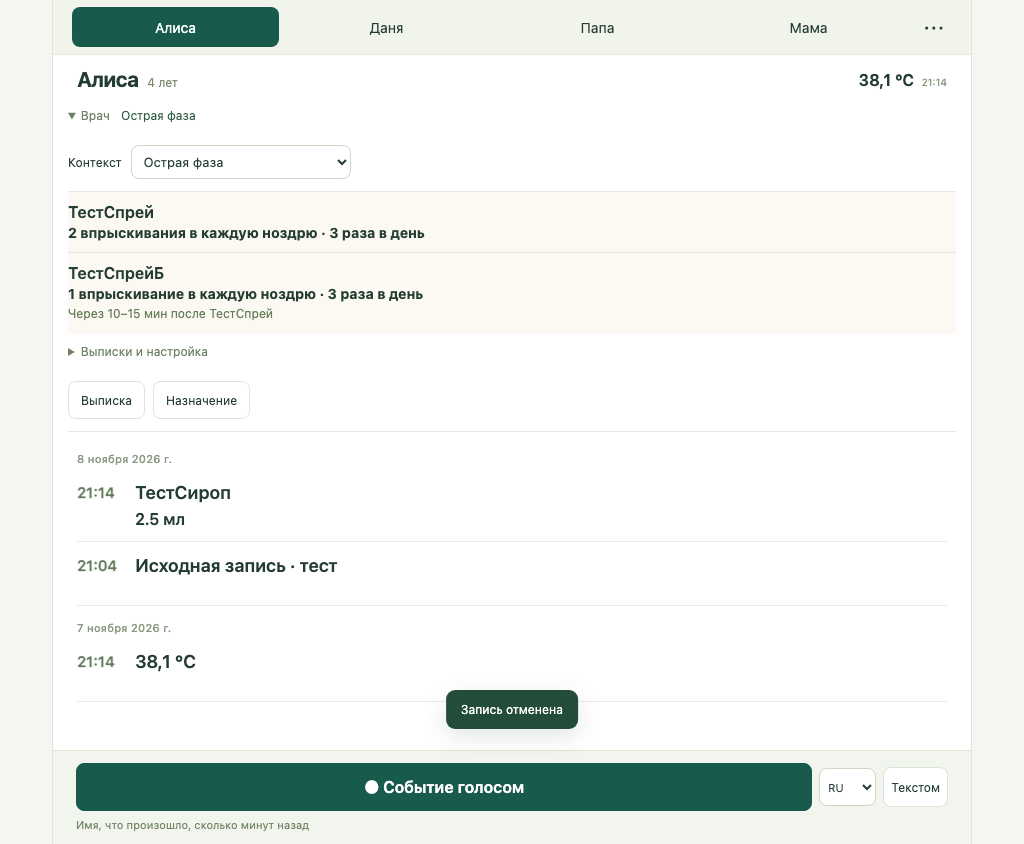 Алиса Даня Папа Мама ···
Алиса 4 лет 38,1 °C 21:14
▼ Врач Острая фаза
Контекст Острая фаза
ТестСпрей
2 впрыскивания в каждую ноздрю · 3 раза в день
ТестСпрейБ
1 впрыскивание в каждую ноздрю · 3 раза в день
Через 10–15 мин после ТестСпрей
▶ Выписки и настройка
Выписка Назначение
8 ноября 2026 г.
21:14 ТестСироп
2.5 мл
21:04 Исходная запись · тест
7 ноября 2026 г.
21:14 38,1 °C
Запись отменена
Событие голосом RU Текстом
Имя, что произошло, сколько минут назад